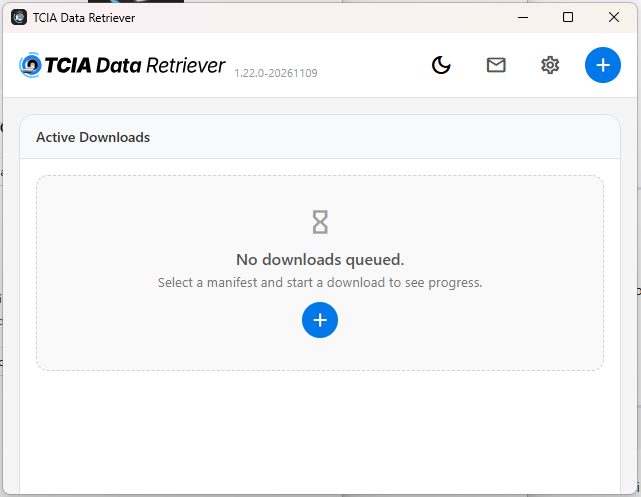 TCIA Data Retriever
TCIA Data Retriever 1.22.0-20261109
Active Downloads
No downloads queued.
Select a manifest and start a download to see progress.